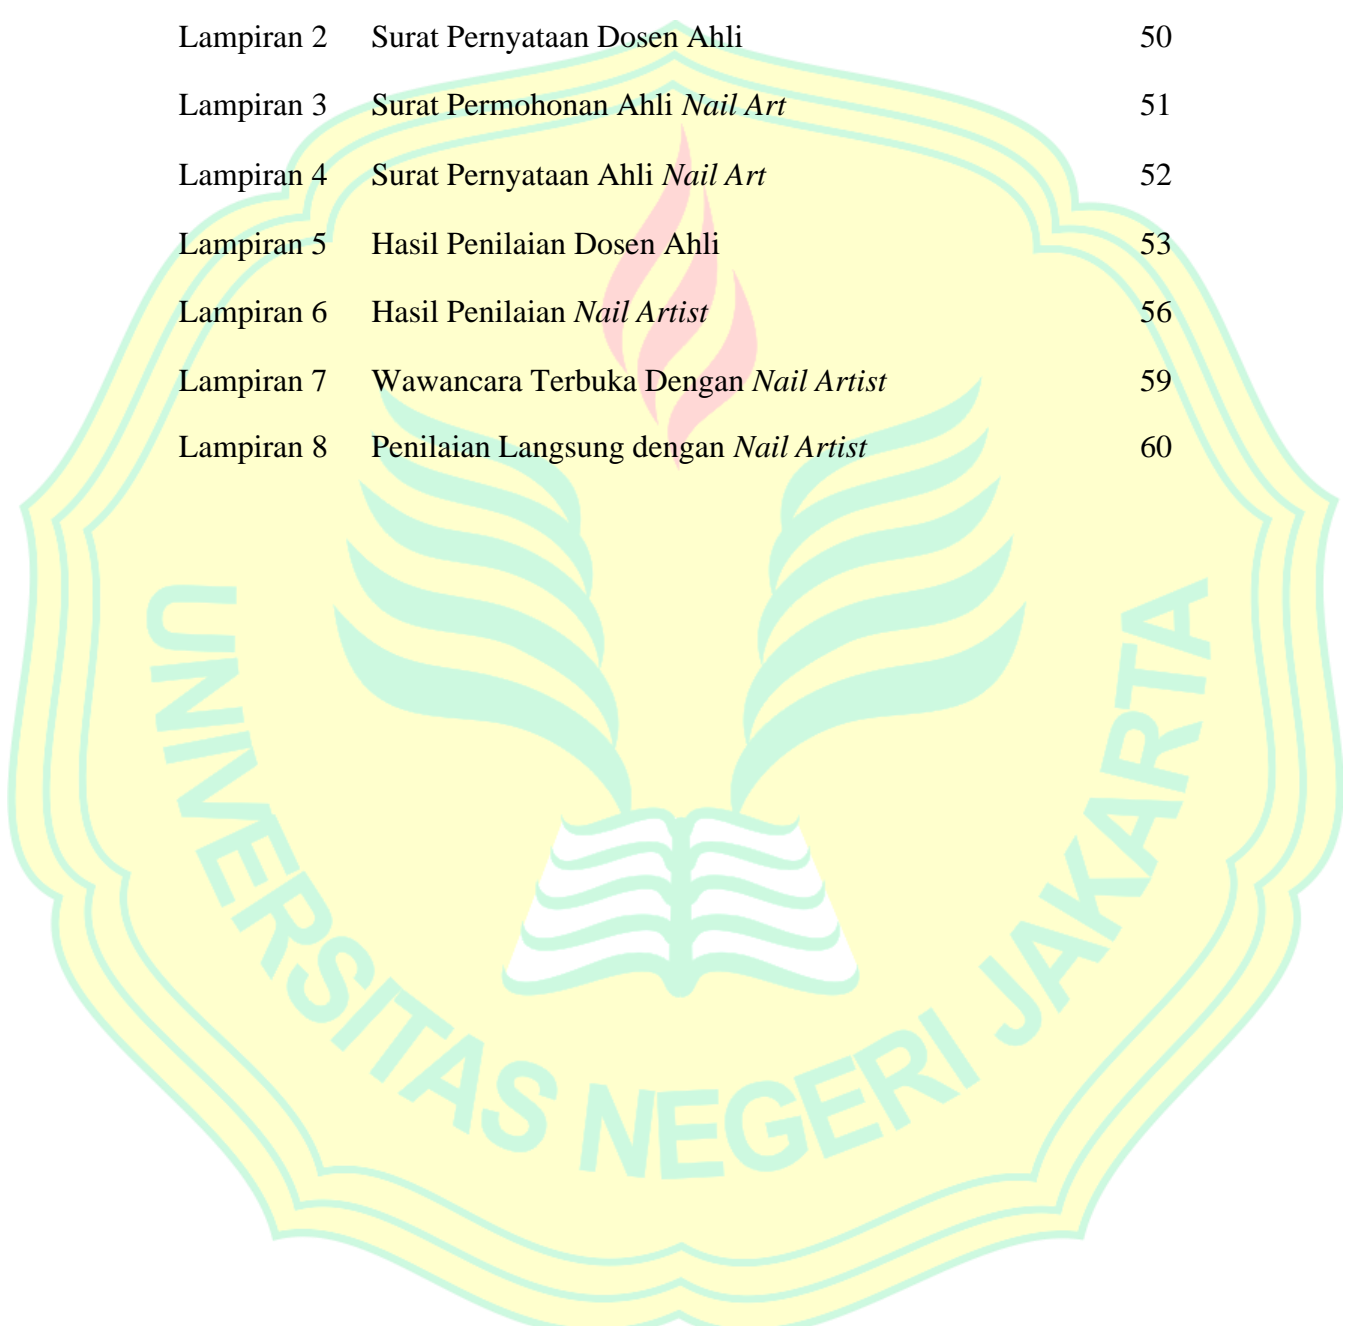 Lampiran 2 Surat Pernyataan Dosen Ahli 50
Lampiran 3 Surat Permohonan Ahli Nail Art 51
Lampiran 4 Surat Pernyataan Ahli Nail Art 52
Lampiran 5 Hasil Penilaian Dosen Ahli 53
Lampiran 6 Hasil Penilaian Nail Artist 56
Lampiran 7 Wawancara Terbuka Dengan Nail Artist 59
Lampiran 8 Penilaian Langsung dengan Nail Artist 60
UNIVERSITAS NEGERI JAKARTA